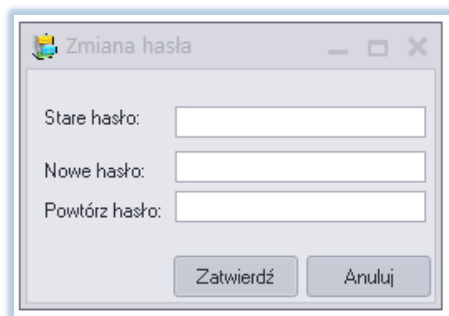 Zmiana hasła
Stare hasło:
Nowe hasło:
Powtórz hasło:
Zatwierdź Anuluj